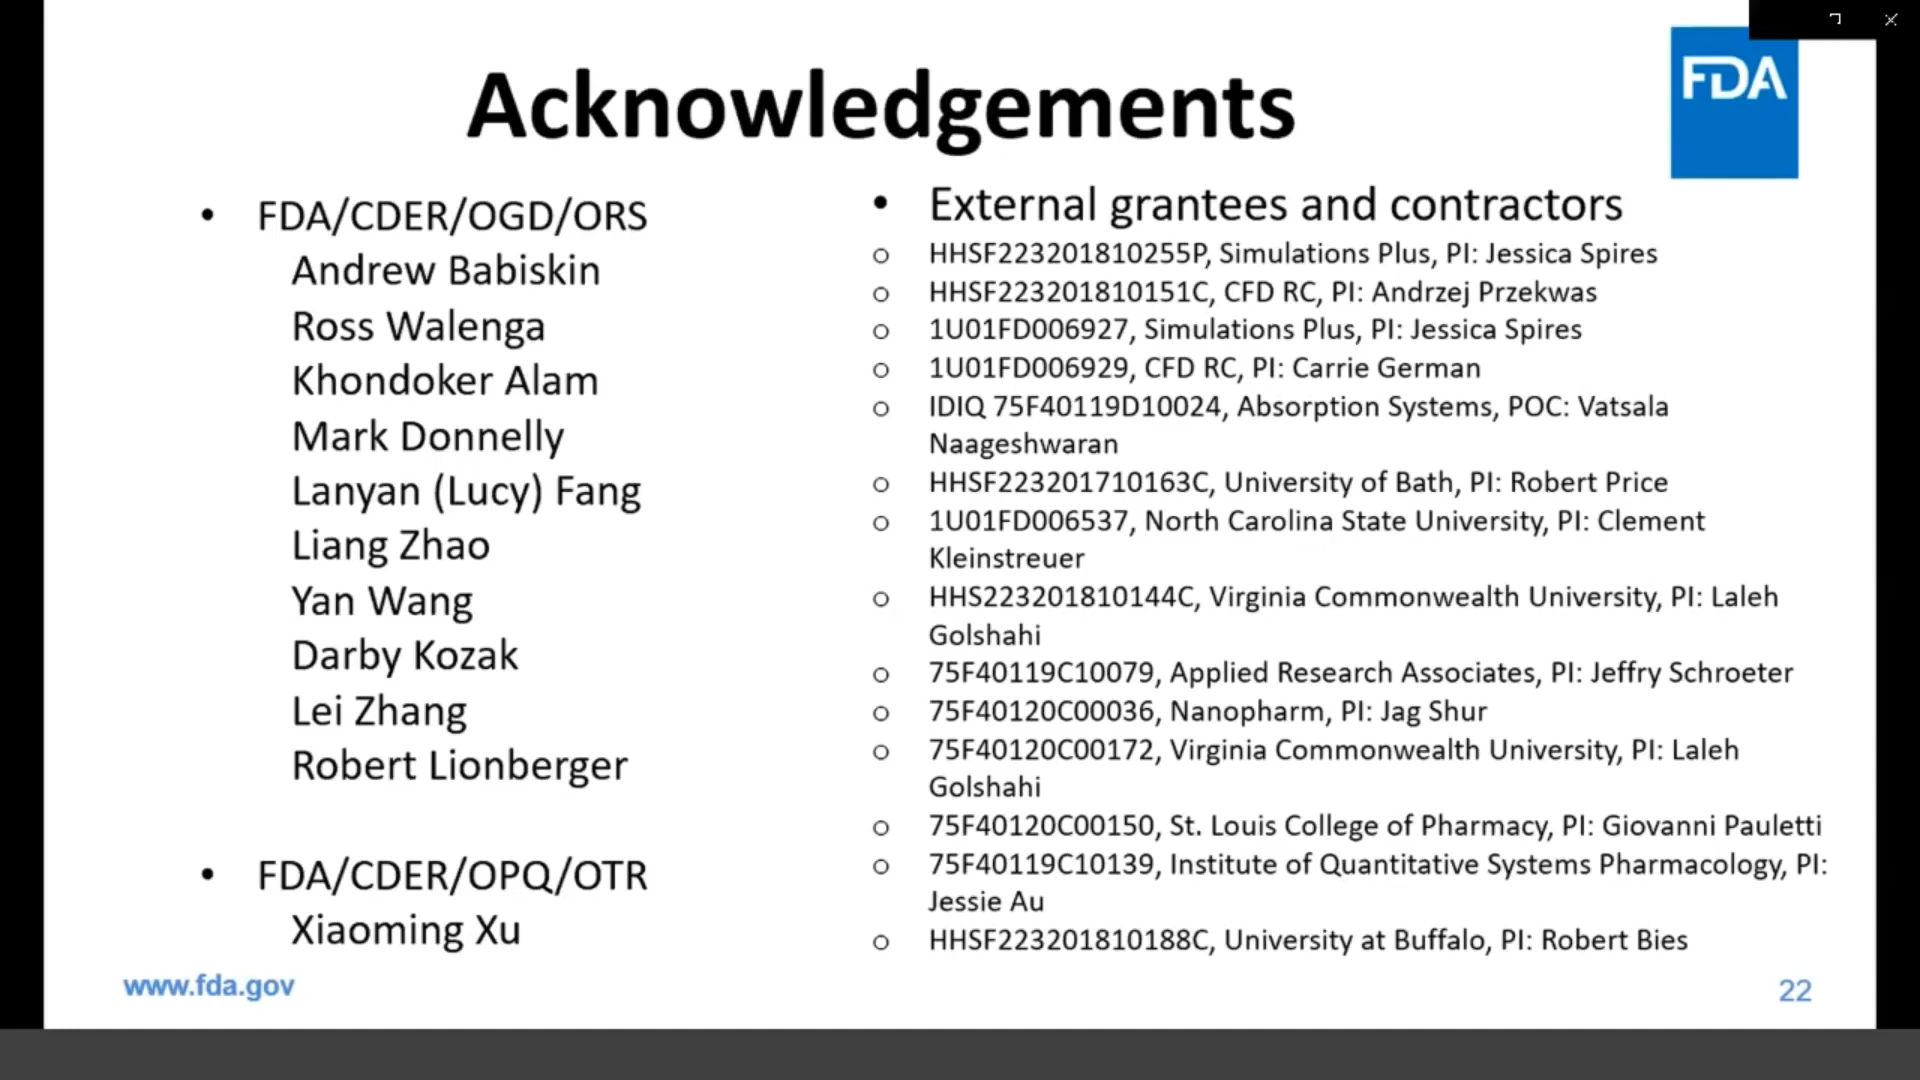 Acknowledgements
FDA
• FDA/CDER/OGD/ORS
Andrew Babiskin
Ross Walenga
Khondoker Alam
Mark Donnelly
Lanyan (Lucy) Fang
Liang Zhao
Yan Wang
Darby Kozak
Lei Zhang
Robert Lionberger
• FDA/CDER/OPQ/OTR
Xiaoming Xu
• External grantees and contractors
o HHSF223201810255P, Simulations Plus, PI: Jessica Spires
o HHSF223201810151C, CFD RC, PI: Andrzej Przekwas
o 1U01FD006927, Simulations Plus, PI: Jessica Spires
o 1U01FD006929, CFD RC, PI: Carrie German
o IDIQ 75F40119D10024, Absorption Systems, POC: Vatsala
Naageshwaran
o HHSF223201710163C, University of Bath, PI: Robert Price
o 1U01FD006537, North Carolina State University, PI: Clement
Kleinstreuer
o HHS223201810144C, Virginia Commonwealth University, PI: Laleh
Golshahi
o 75F40119C10079, Applied Research Associates, PI: Jeffry Schroeter
o 75F40120C00036, Nanopharm, PI: Jag Shur
o 75F40120C00172, Virginia Commonwealth University, PI: Laleh
Golshahi
o 75F40120C00150, St. Louis College of Pharmacy, PI: Giovanni Pauletti
o 75F40119C10139, Institute of Quantitative Systems Pharmacology, PI:
Jessie Au
o HHSF223201810188C, University at Buffalo, PI: Robert Bies
www.fda.gov
22